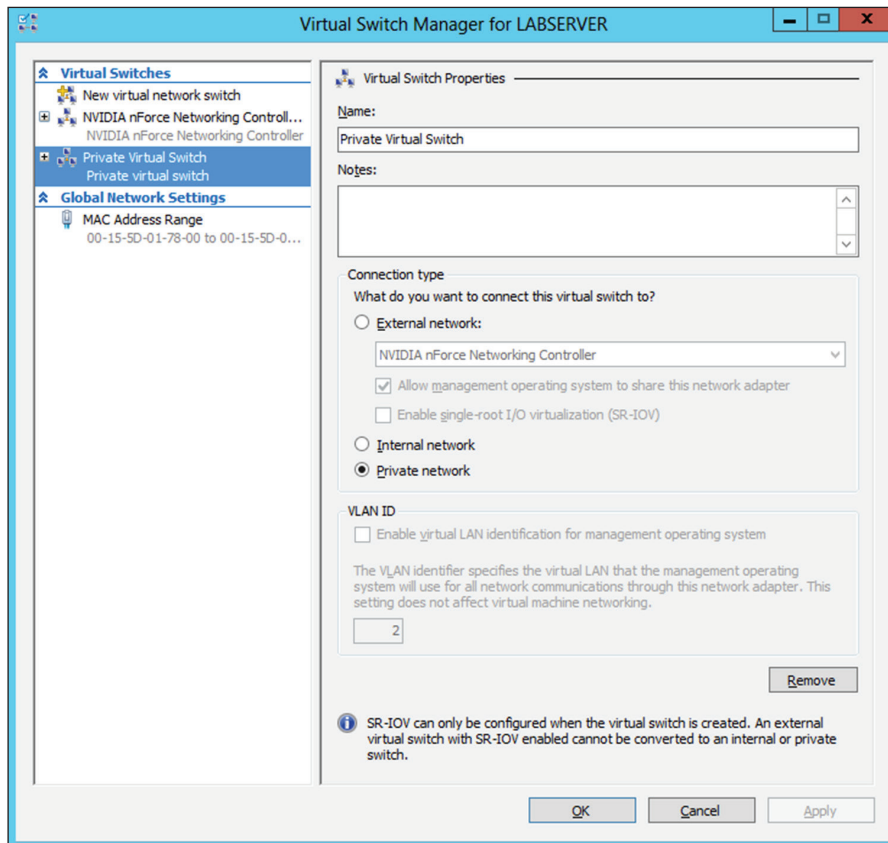 Virtual Switch Manager for LABSERVER
Virtual Switches
New virtual network switch
NVIDIA nForce Networking Controll...
NVIDIA nForce Networking Controller
Private Virtual Switch
Private virtual switch
Global Network Settings
MAC Address Range
00-15-5D-01-78-00 to 00-15-5D-0...
Virtual Switch Properties
Name:
Private Virtual Switch
Notes:
Connection type
What do you want to connect this virtual switch to?
External network:
NVIDIA nForce Networking Controller
Allow management operating system to share this network adapter
Enable single-root I/O virtualization (SR-IOV)
Internal network
Private network
VLAN ID
Enable virtual LAN identification for management operating system
The VLAN identifier specifies the virtual LAN that the management operating
system will use for all network communications through this network adapter. This
setting does not affect virtual machine networking.
2
Remove
SR-IOV can only be configured when the virtual switch is created. An external
virtual switch with SR-IOV enabled cannot be converted to an internal or private
switch.
OK
Cancel
Apply